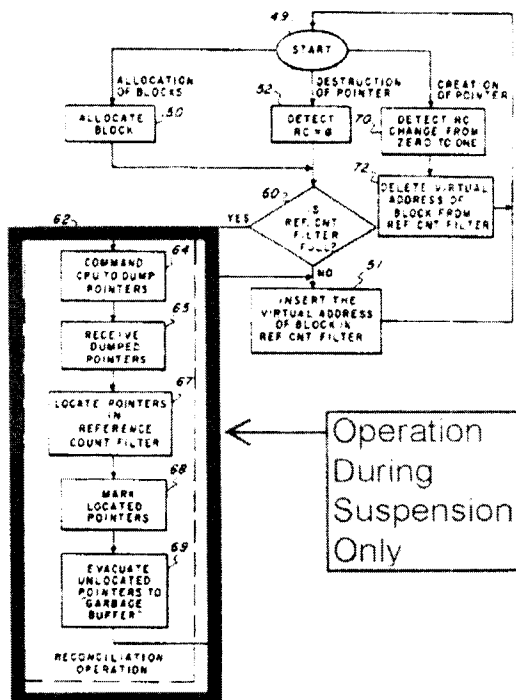 49
START
ALLOCATION
OF BLOCKS
50
ALLOCATE
BLOCK
DESTRUCTION
OF POINTER
52
DETECT
RC = 0
CREATION
OF POINTER
70
DETECT RC
CHANGE FROM
ZERO TO ONE
72
DELETE VIRTUAL
ADDRESS OF
BLOCK FROM
REF CNT FILTER
60
IS
REF. CNT
FILTER
FULL?
YES
NO
62
51
INSERT THE
VIRTUAL ADDRESS
OF BLOCK IN
REF CNT FILTER
64
COMMAND
CPU TO DUMP
POINTERS
65
RECEIVE
DUMPED
POINTERS
67
LOCATE POINTERS
IN
REFERENCE
COUNT FILTER
68
MARK
LOCATED
POINTERS
69
EVACUATE
UNLOCATED
POINTERS TO
"GARBAGE
BUFFER"
RECONCILIATION
OPERATION
Operation
During
Suspension
Only